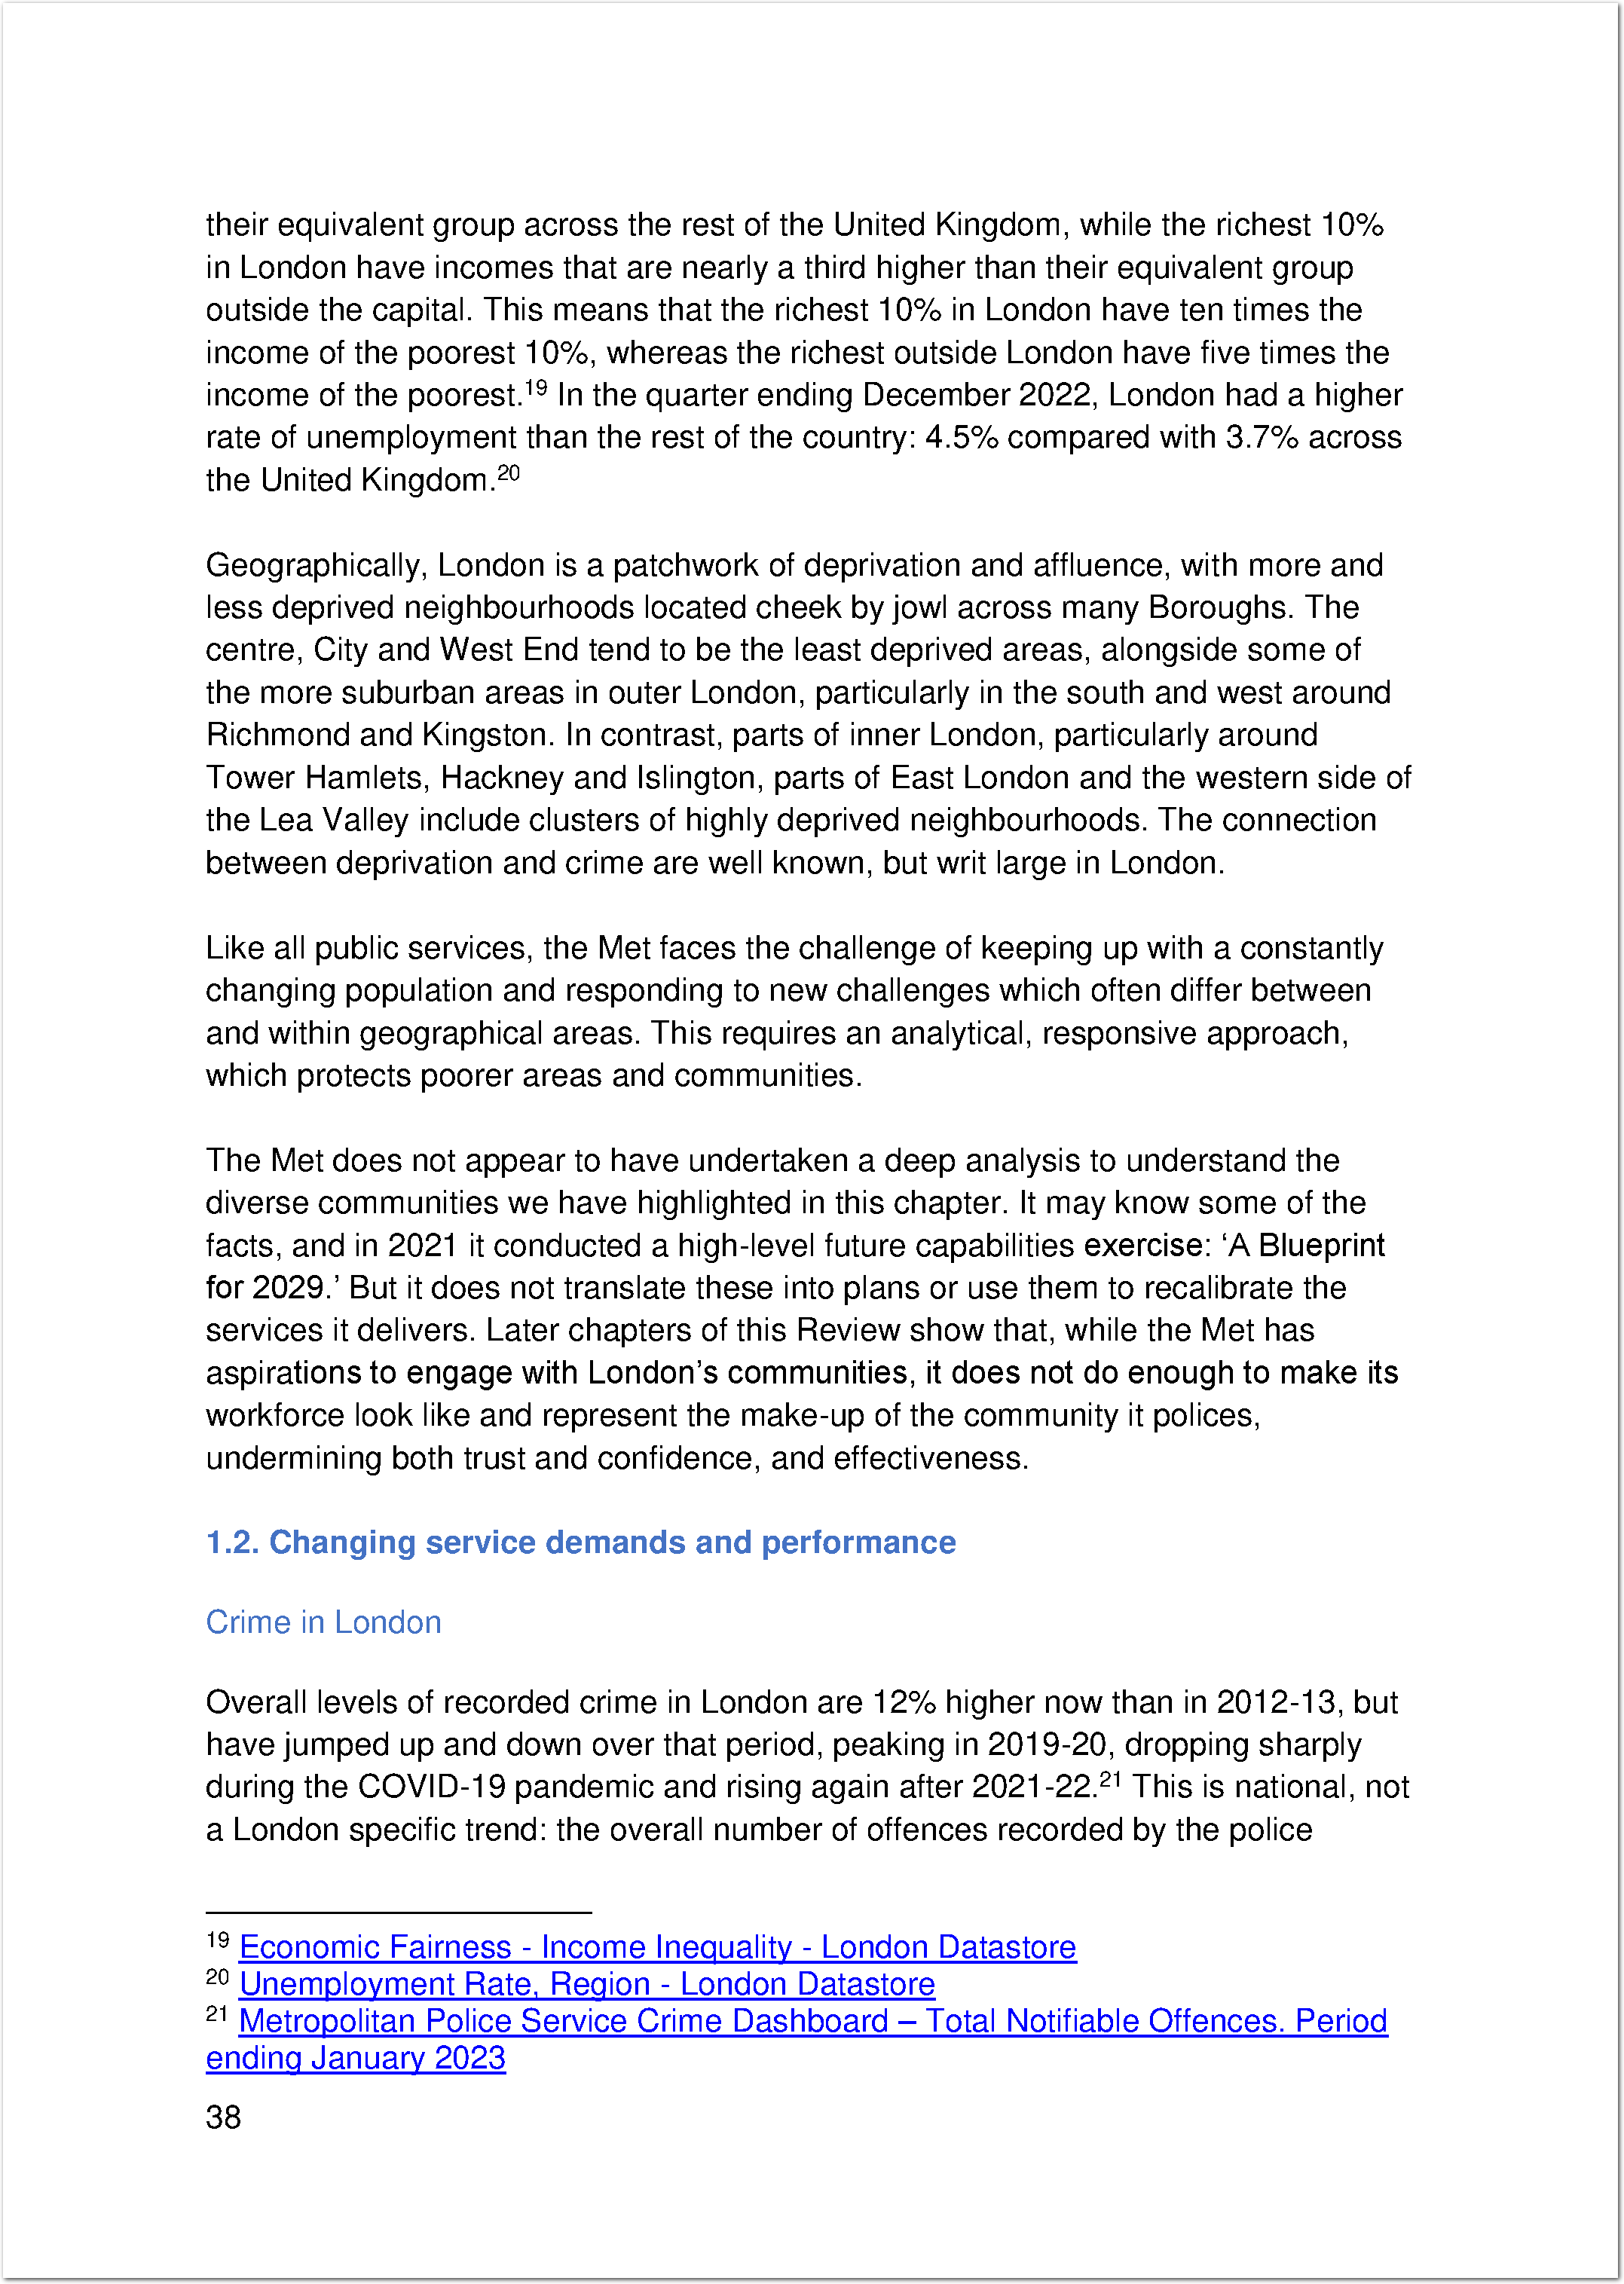 their equivalent group across the rest of the United Kingdom, while the richest 10%
in London have incomes that are nearly a third higher than their equivalent group
outside the capital. This means that the richest 10% in London have ten times the
income of the poorest 10%, whereas the richest outside London have five times the
income of the poorest.19 In the quarter ending December 2022, London had a higher
rate of unemployment than the rest of the country: 4.5% compared with 3.7% across
the United Kingdom.20
Geographically, London is a patchwork of deprivation and affluence, with more and
less deprived neighbourhoods located cheek by jowl across many Boroughs. The
centre, City and West End tend to be the least deprived areas, alongside some of
the more suburban areas in outer London, particularly in the south and west around
Richmond and Kingston. In contrast, parts of inner London, particularly around
Tower Hamlets, Hackney and Islington, parts of East London and the western side of
the Lea Valley include clusters of highly deprived neighbourhoods. The connection
between deprivation and crime are well known, but writ large in London.
Like all public services, the Met faces the challenge of keeping up with a constantly
changing population and responding to new challenges which often differ between
and within geographical areas. This requires an analytical, responsive approach,
which protects poorer areas and communities.
The Met does not appear to have undertaken a deep analysis to understand the
diverse communities we have highlighted in this chapter. It may know some of the
facts, and in 2021 it conducted a high-level future capabilities exercise: ‘A Blueprint
for 2029.’ But it does not translate these into plans or use them to recalibrate the
services it delivers. Later chapters of this Review show that, while the Met has
aspirations to engage with London’s communities, it does not do enough to make its
workforce look like and represent the make-up of the community it polices,
undermining both trust and confidence, and effectiveness.
1.2. Changing service demands and performance
Crime in London
Overall levels of recorded crime in London are 12% higher now than in 2012-13, but
have jumped up and down over that period, peaking in 2019-20, dropping sharply
during the COVID-19 pandemic and rising again after 2021-22.21 This is national, not
a London specific trend: the overall number of offences recorded by the police
19 Economic Fairness - Income Inequality - London Datastore
20 Unemployment Rate, Region - London Datastore
21 Metropolitan Police Service Crime Dashboard – Total Notifiable Offences. Period
ending January 2023
38